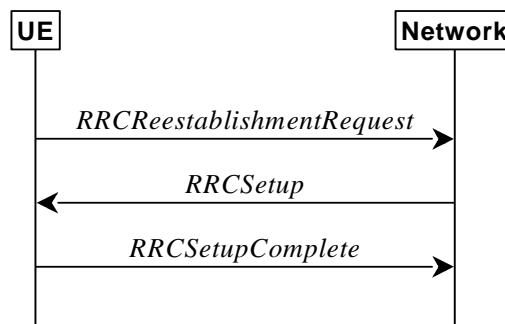 UE
Network
RRCReestablishmentRequest
RRCSetup
RRCSetupComplete